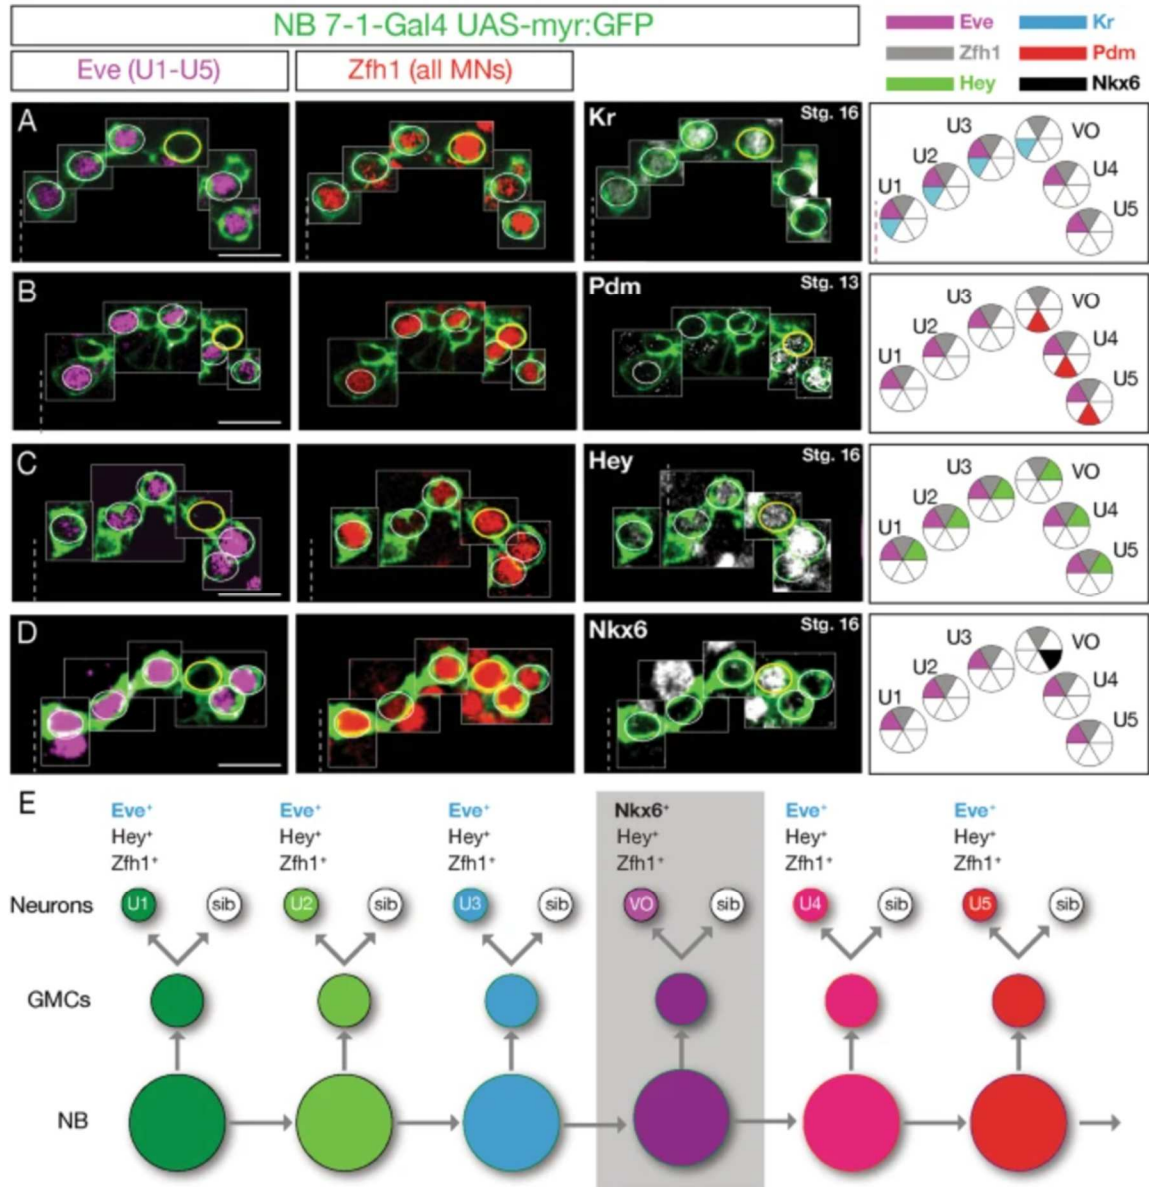 NB 7-1-Gal4 UAS-myr:GFP
Eve (U1-U5)
Zfh1 (all MNs)
Eve
Kr
Zfh1
Pdm
Hey
Nkx6
A
Kr
Stg. 16
U1
U2
U3
VO
U4
U5
B
Pdm
Stg. 13
U1
U2
U3
VO
U4
U5
C
Hey
Stg. 16
U1
U2
U3
VO
U4
U5
D
Nkx6
Stg. 16
U1
U2
U3
VO
U4
U5
E
Eve⁺ Eve⁺ Eve⁺ Nkx6⁺ Eve⁺ Eve⁺
Hey⁺ Hey⁺ Hey⁺ Hey⁺ Hey⁺ Hey⁺
Zfh1⁺ Zfh1⁺ Zfh1⁺ Zfh1⁺ Zfh1⁺ Zfh1⁺
Neurons U1 sib U2 sib U3 sib VO sib U4 sib U5 sib
GMCs
NB